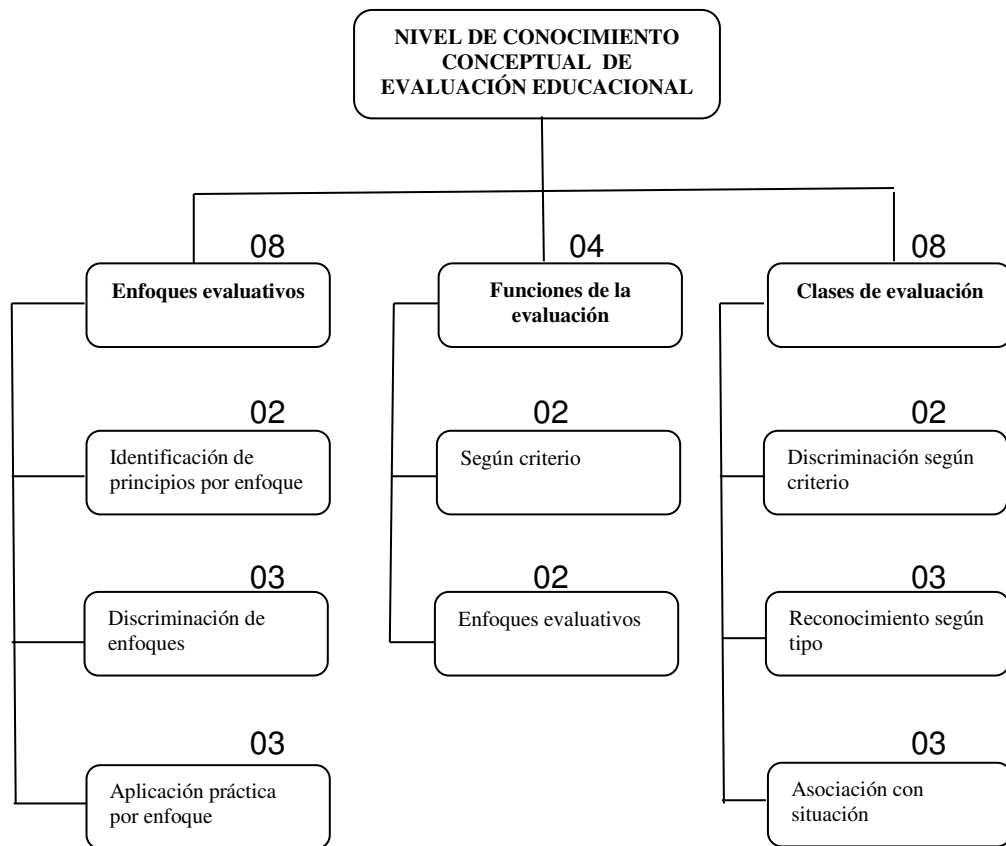 NIVEL DE CONOCIMIENTO
CONCEPTUAL DE
EVALUACIÓN EDUCACIONAL
08
Enfoques evaluativos
04
Funciones de la
evaluación
08
Clases de evaluación
02
Identificación de
principios por enfoque
02
Según criterio
02
Discriminación según
criterio
03
Discriminación de
enfoques
02
Enfoques evaluativos
03
Reconocimiento según
tipo
03
Aplicación práctica
por enfoque
03
Asociación con
situación